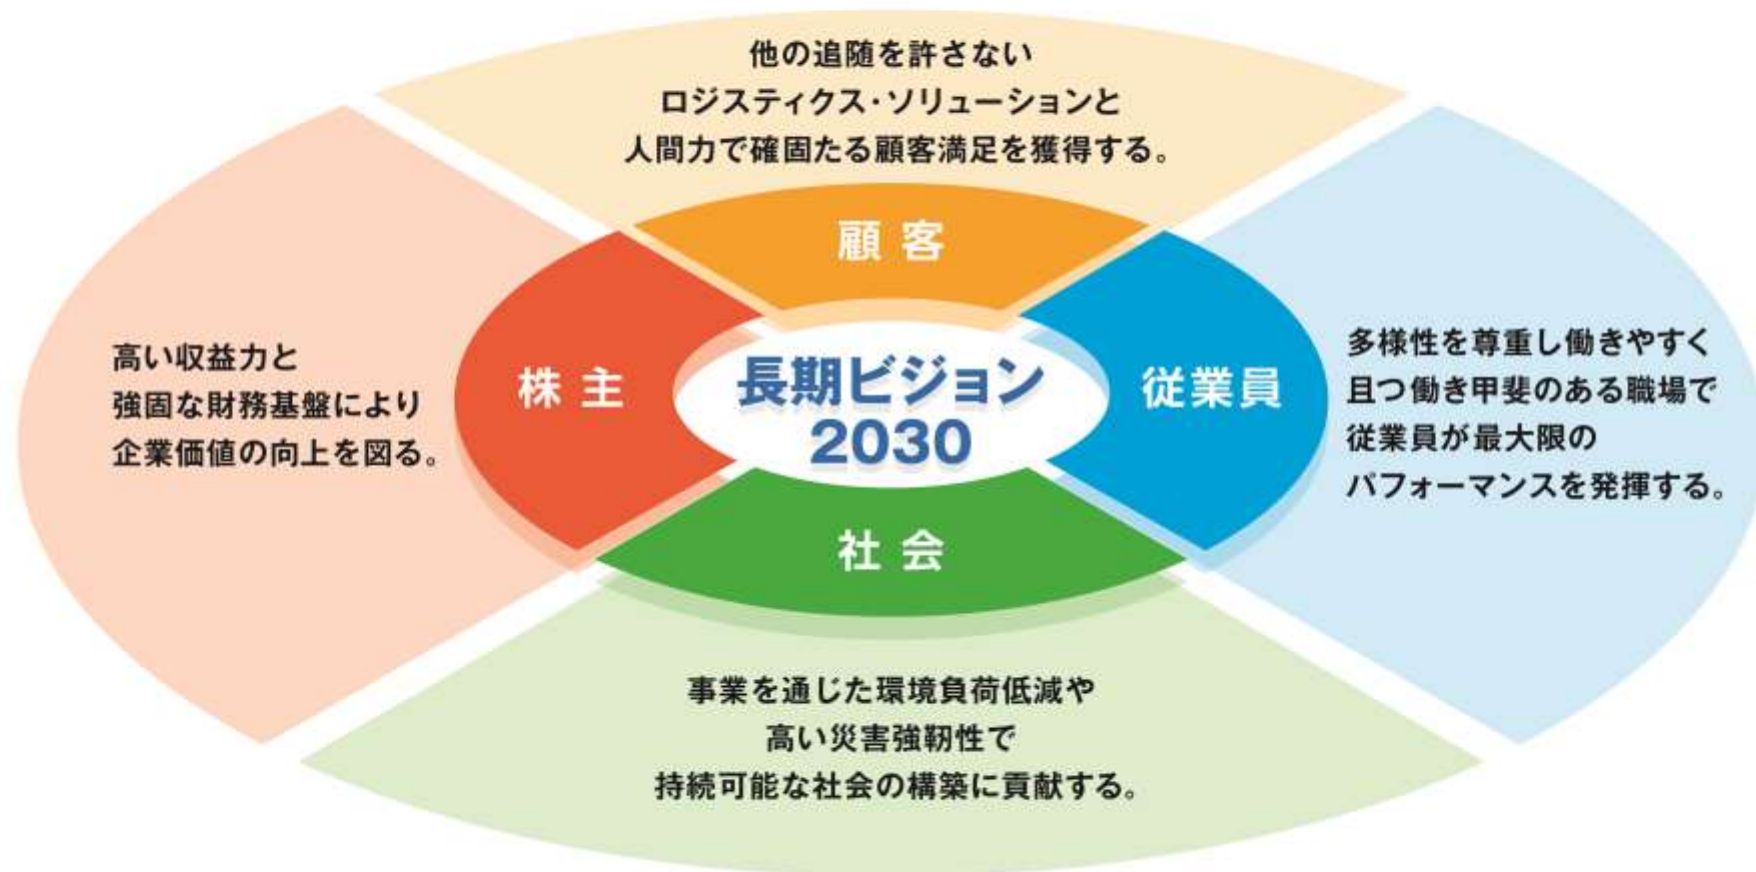 他の追随を許さない
ロジスティクス・ソリューションと
人間力で確固たる顧客満足を獲得する。
顧客
高い収益力と
強固な財務基盤により
企業価値の向上を図る。
株主
長期ビジョン
2030
従業員
多様性を尊重し働きやすく
且つ働き甲斐のある職場で
従業員が最大限の
パフォーマンスを発揮する。
社会
事業を通じた環境負荷低減や
高い災害強靭性で
持続可能な社会の構築に貢献する。